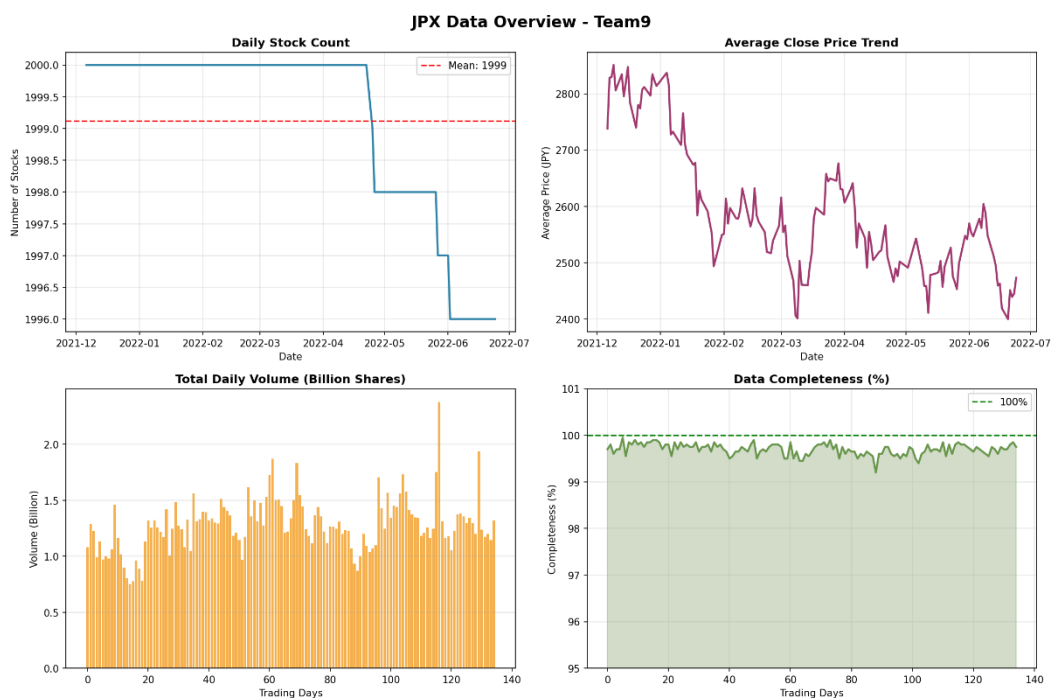 JPX Data Overview - Team9
Daily Stock Count
Number of Stocks
2000.0
1999.5
1999.0
1998.5
1998.0
1997.5
1997.0
1996.5
1996.0
Mean: 1999
2021-12 2022-01 2022-02 2022-03 2022-04 2022-05 2022-06 2022-07
Date
Average Close Price Trend
Average Price (JPY)
2800
2700
2600
2500
2400
2021-12 2022-01 2022-02 2022-03 2022-04 2022-05 2022-06 2022-07
Date
Total Daily Volume (Billion Shares)
Volume (Billion)
2.0
1.5
1.0
0.5
0.0
0 20 40 60 80 100 120 140
Trading Days
Data Completeness (%)
Completeness (%)
101
100
99
98
97
96
95
100%
0 20 40 60 80 100 120 140
Trading Days